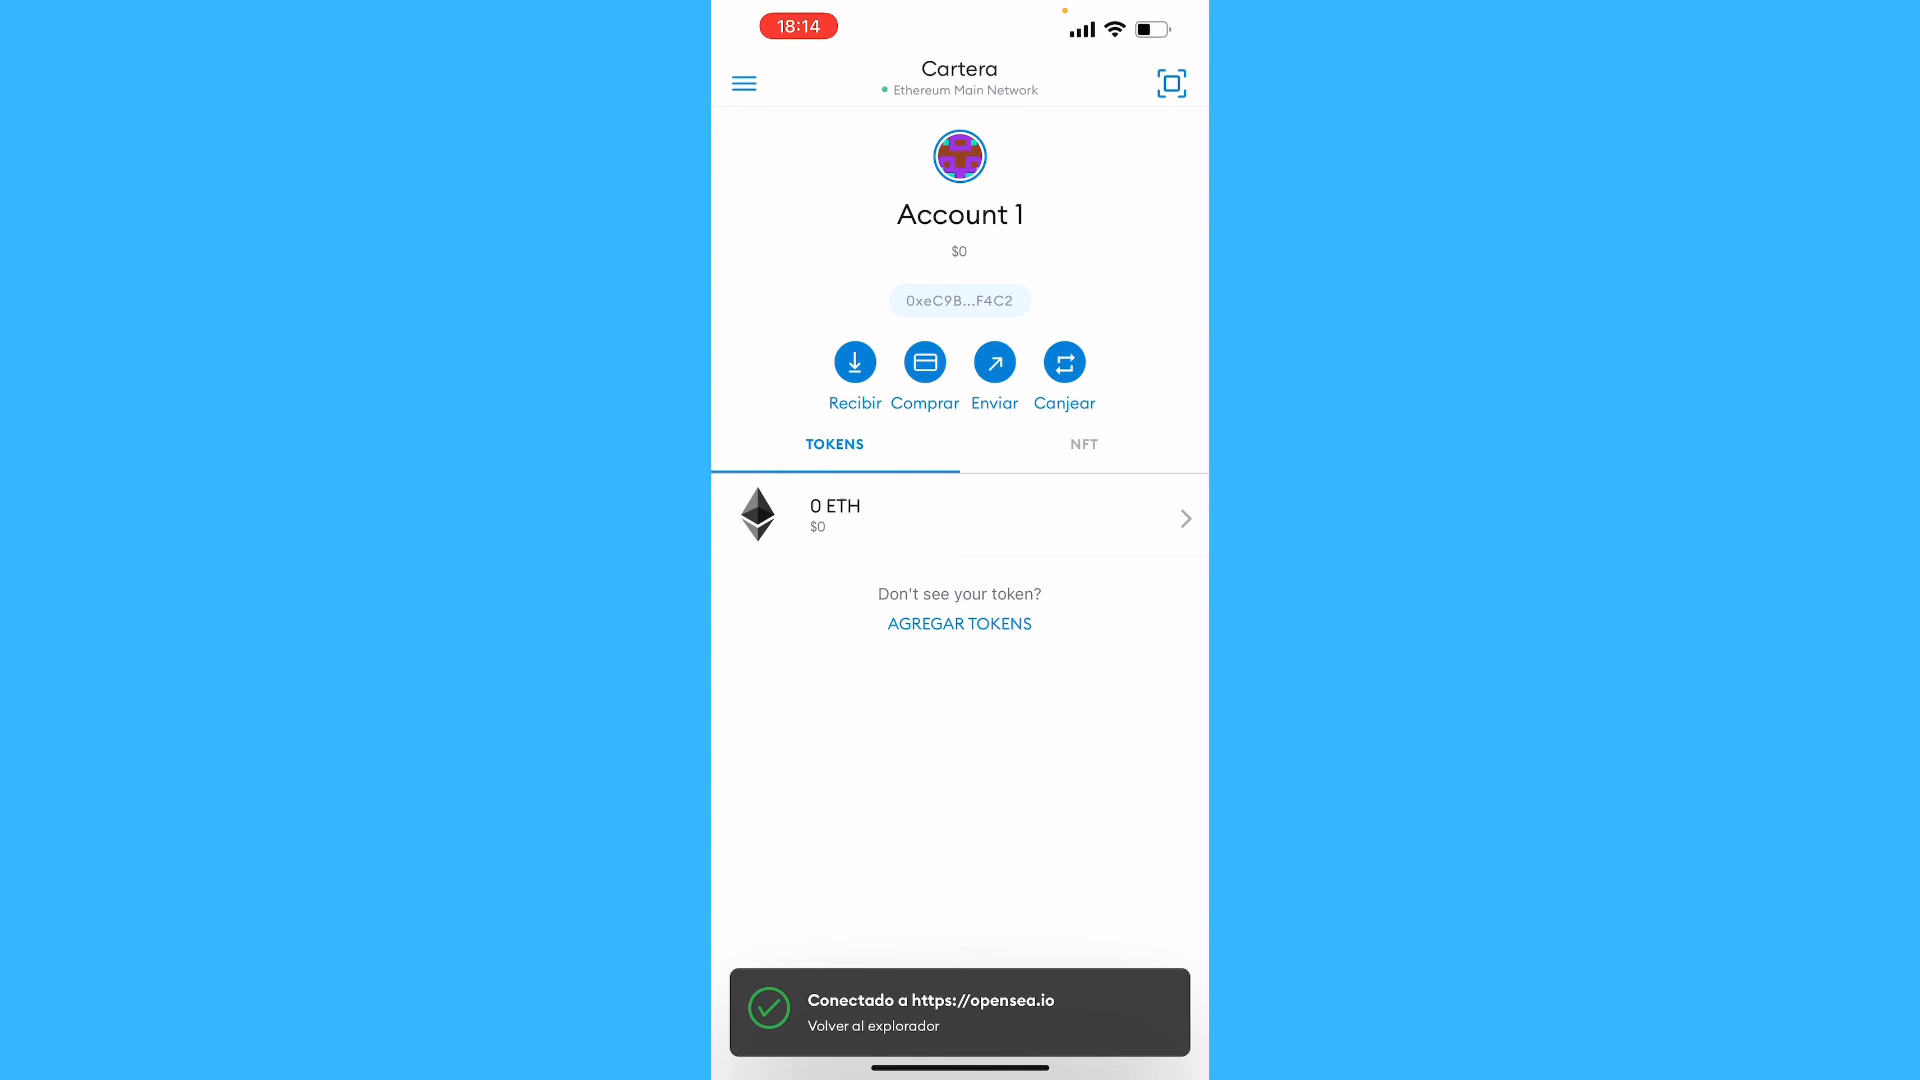 18:14
Cartera
Ethereum Main Network
Account 1
$0
0xeC9B...F4C2
Recibir Comprar Enviar Canjear
TOKENS NFT
0 ETH
$0
Don't see your token?
AGREGAR TOKENS
Conectado a https://opensea.io
Volver al explorador